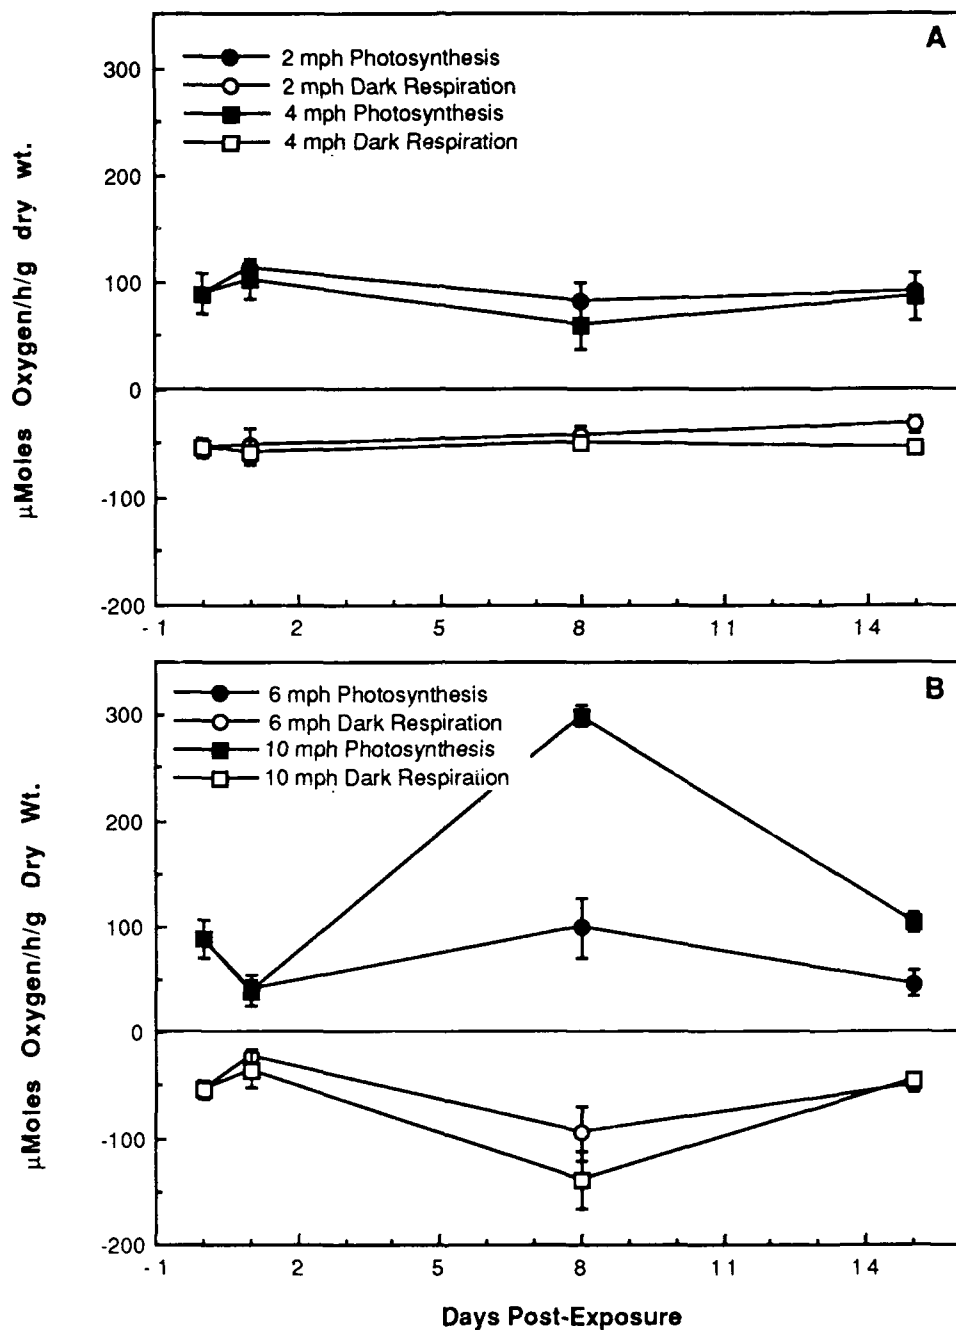 A
2 mph Photosynthesis
2 mph Dark Respiration
4 mph Photosynthesis
4 mph Dark Respiration
µMoles Oxygen/h/g dry wt.
300
200
100
0
-100
-200
-1 2 5 8 11 14
B
6 mph Photosynthesis
6 mph Dark Respiration
10 mph Photosynthesis
10 mph Dark Respiration
µMoles Oxygen/h/g Dry Wt.
300
200
100
0
-100
-200
-1 2 5 8 11 14
Days Post-Exposure